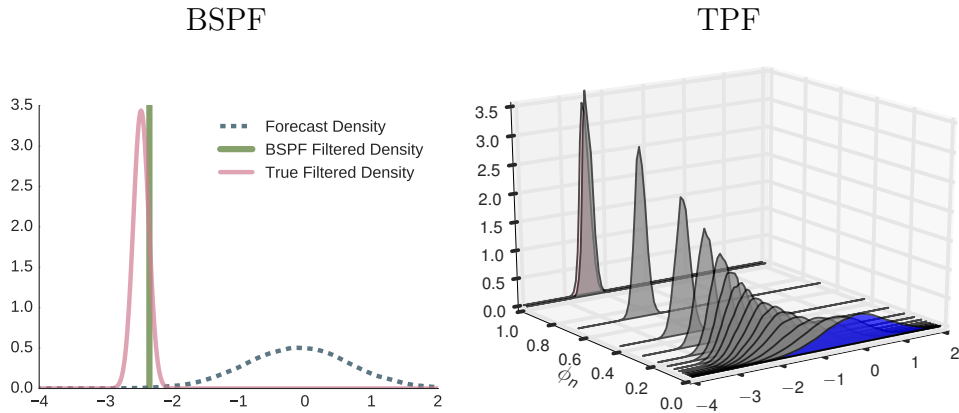 BSPF
TPF
3.5
3.0
2.5
2.0
1.5
1.0
0.5
0.0
−4 −3 −2 −1 0 1 2
Forecast Density
BSPF Filtered Density
True Filtered Density
3.5
3.0
2.5
2.0
1.5
1.0
0.5
0.0
1.0 0.8 0.6 0.4 0.2 0.0
ϕn
−4 −3 −2 −1 0 1 2